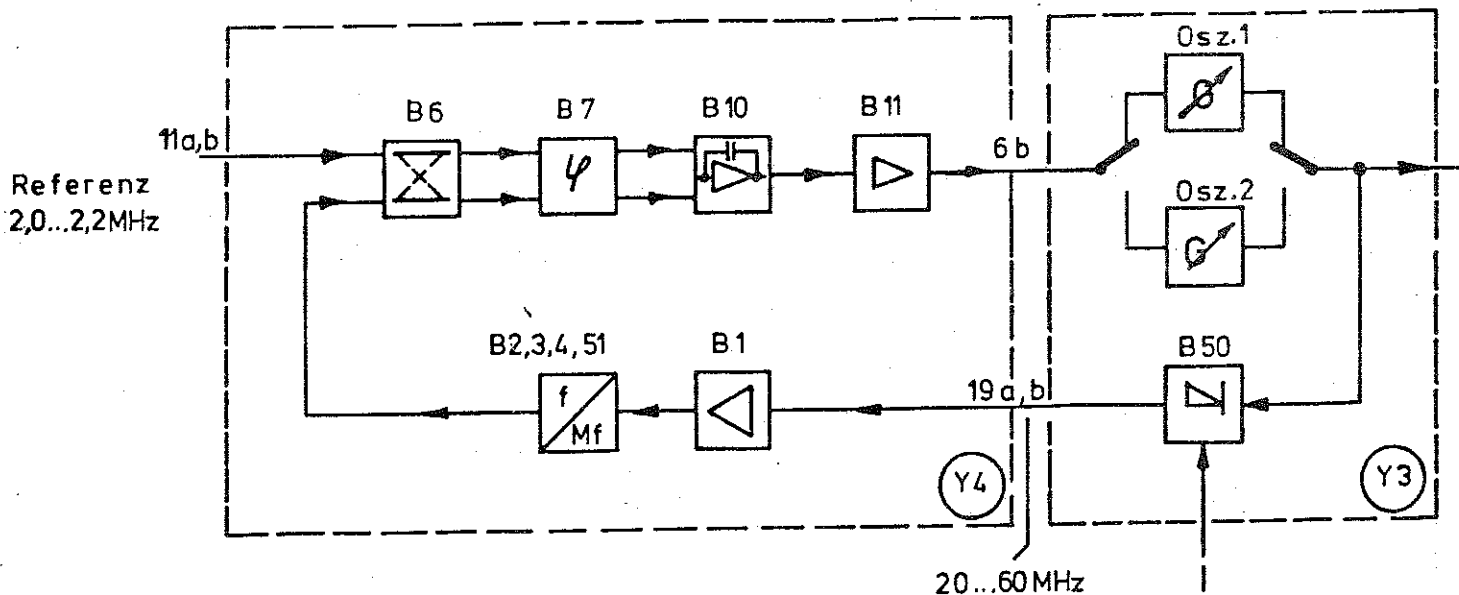 Osz.1
G
B6
B7
B10
B11
11a,b
6b
φ
Referenz
2,0...2,2MHz
Osz.2
G
B2,3,4,51
B1
B50
19a,b
f
Mf
Y4
Y3
20...60MHz